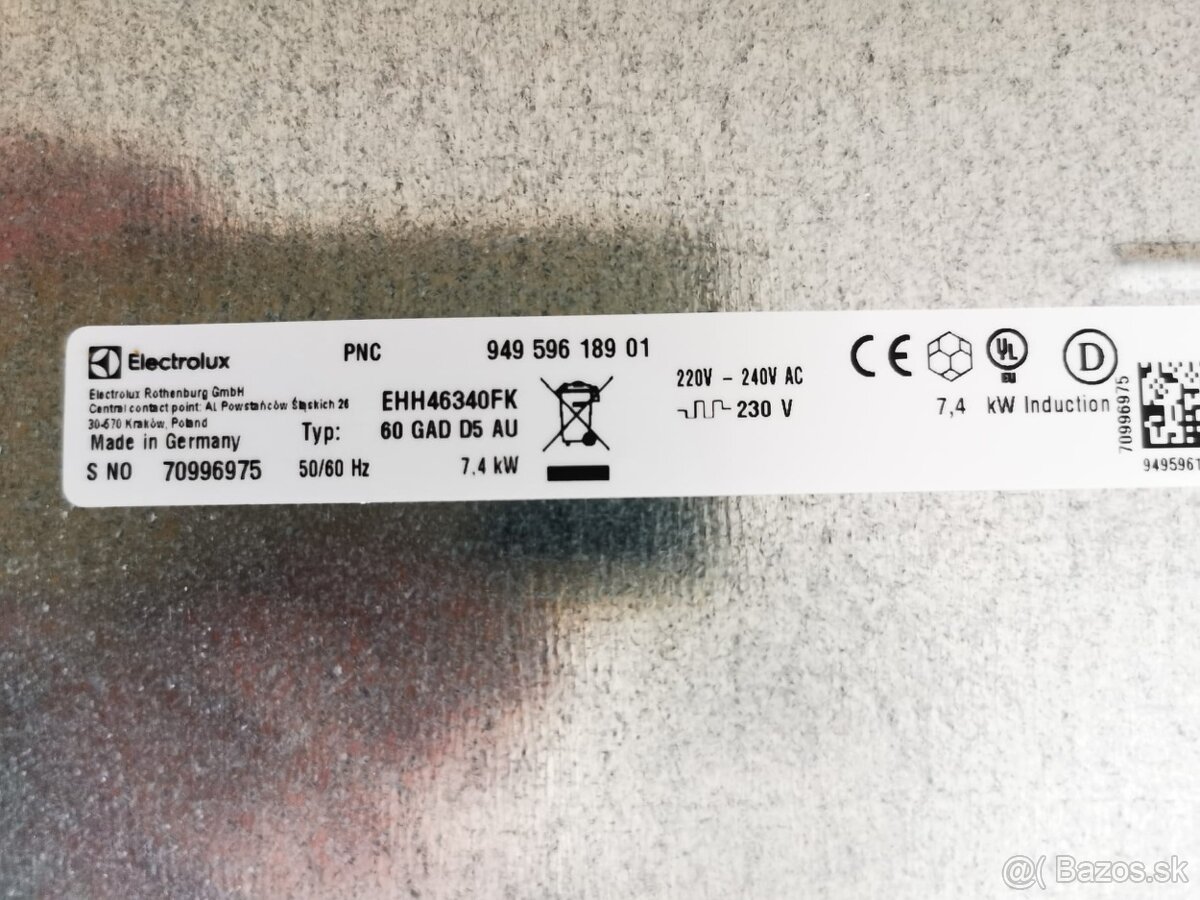 Electrolux
PNC 949 596 189 01
Electrolux Rothenburg GmbH
Central contact point: Al. Powstańców Śląskich 26
30-570 Kraków, Poland
Made in Germany
S NO 70996975
EHH46340FK
Typ: 60 GAD D5 AU
50/60 Hz 7.4 kW
220V - 240V AC
230 V
CE
UL
EU
D
7,4 kW Induction
70996975
9495961
@( Bazos.sk